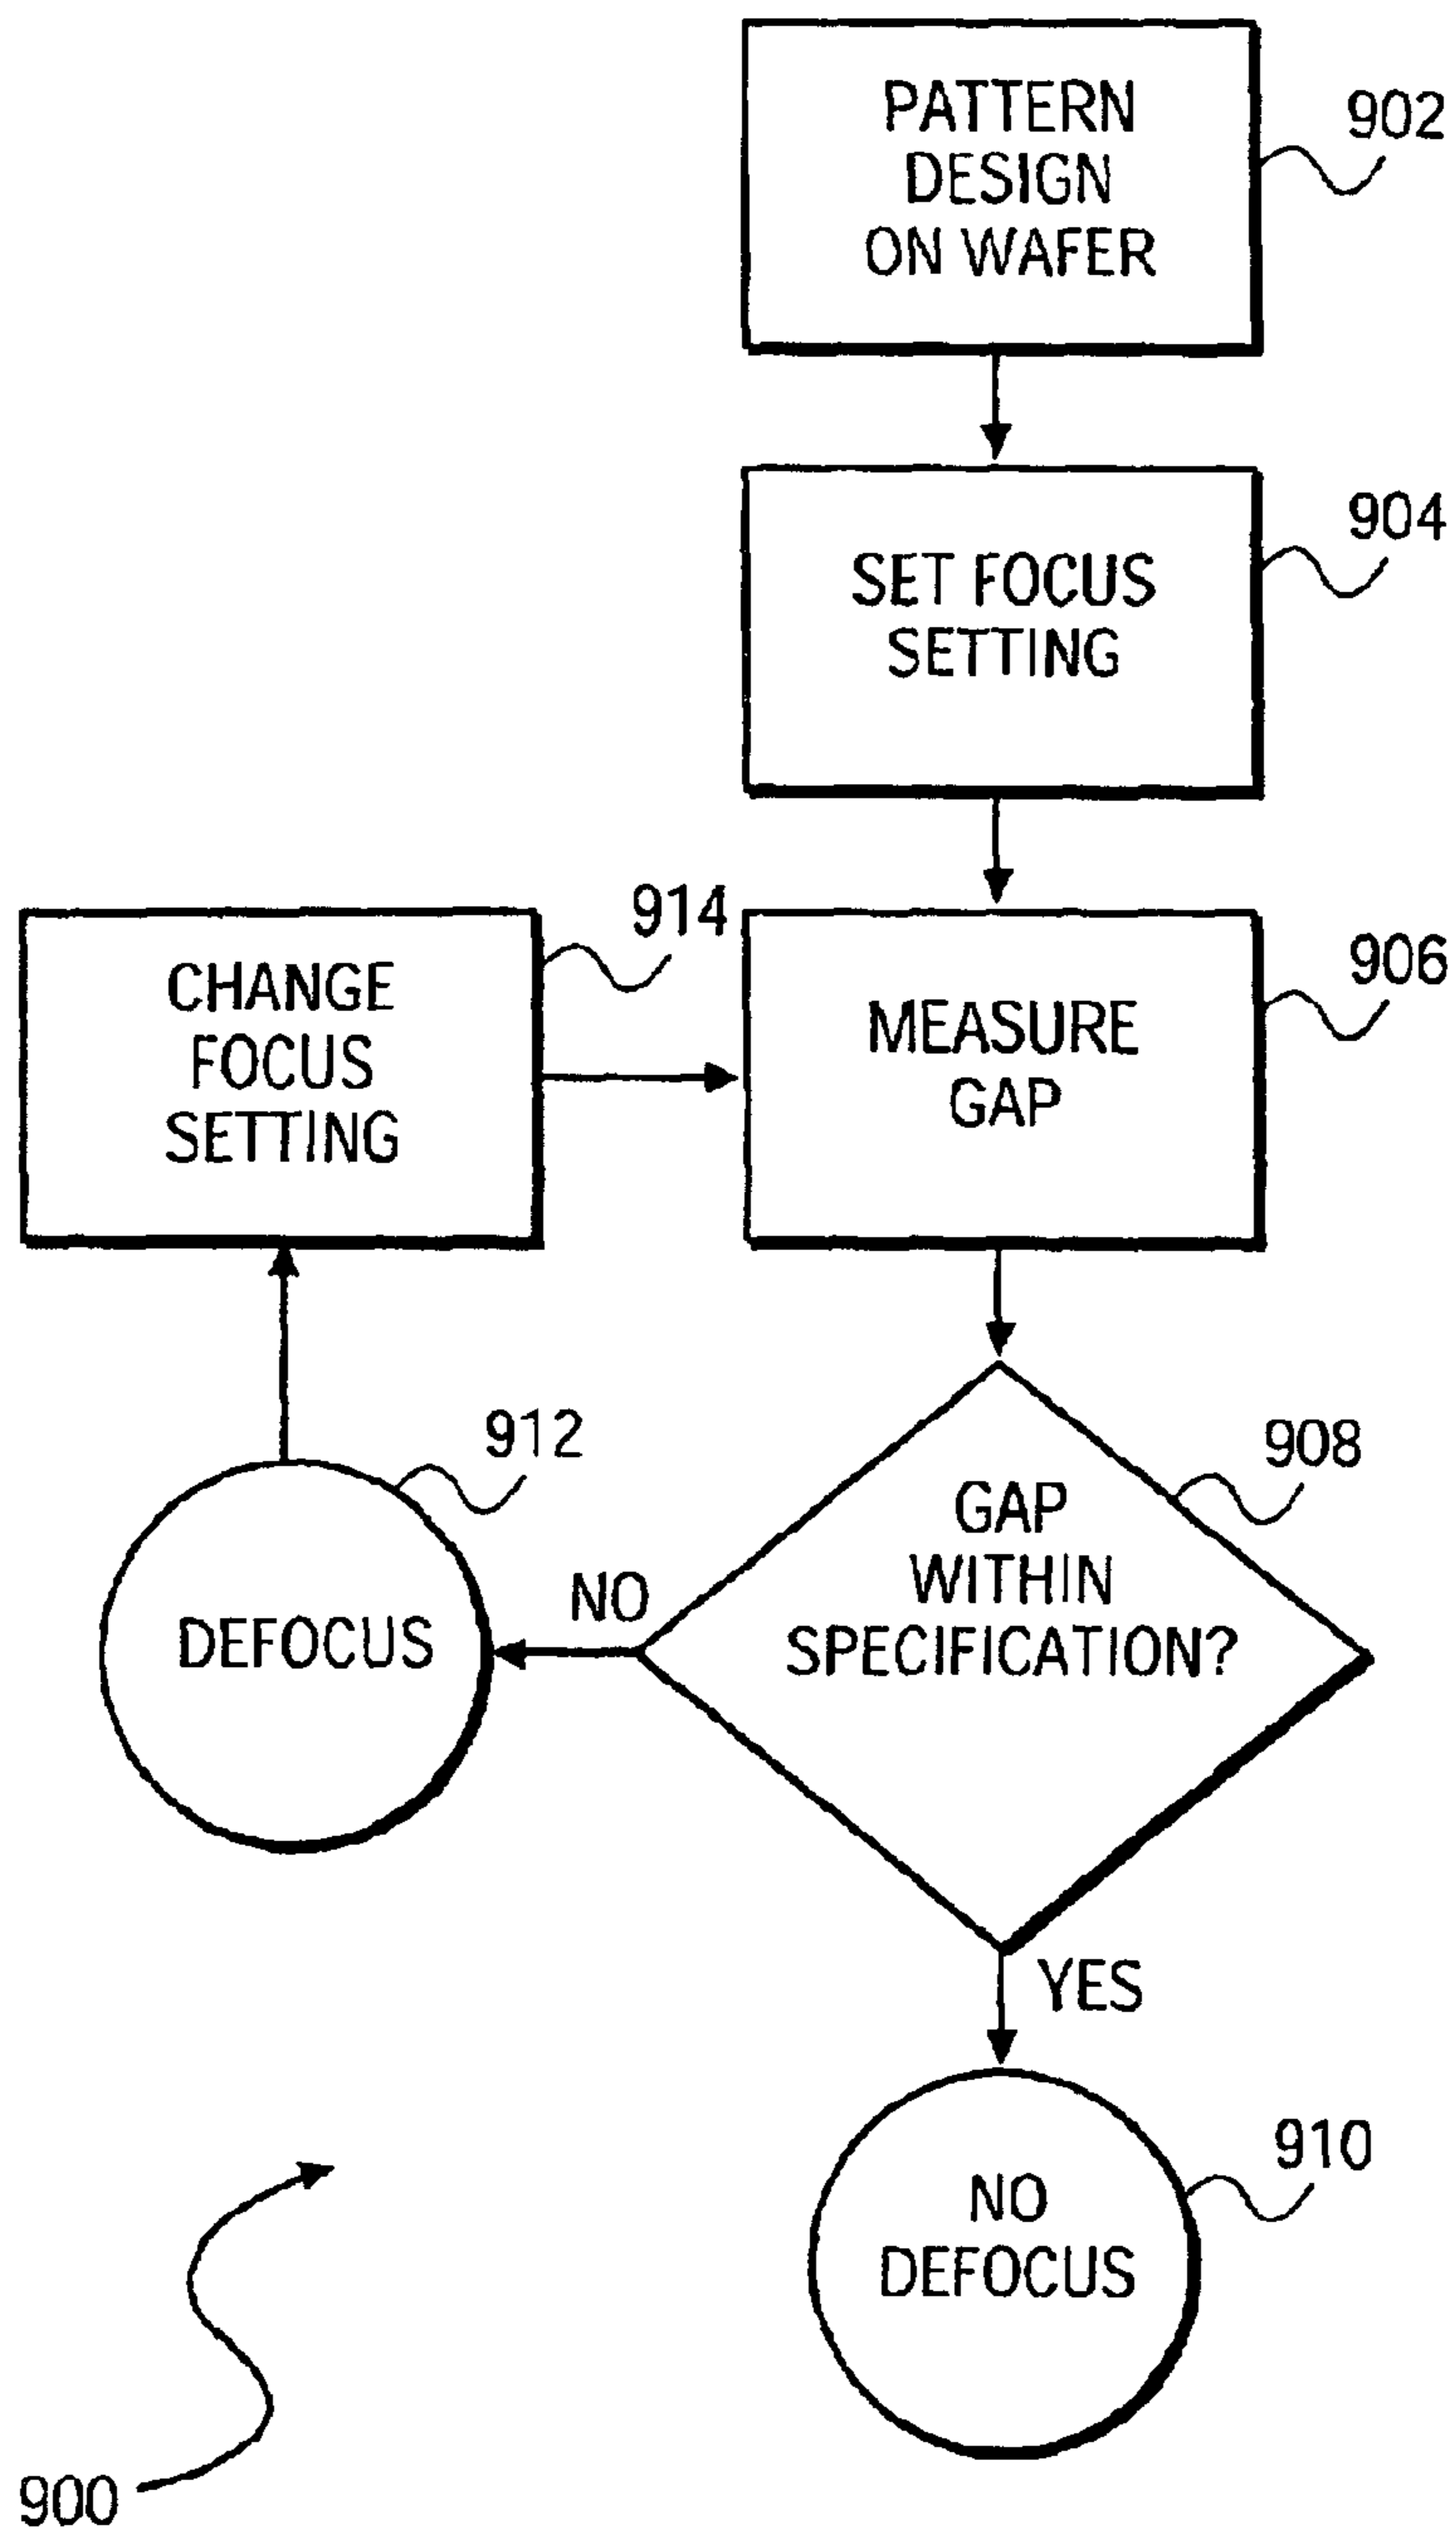 PATTERN
DESIGN
ON WAFER
902
SET FOCUS
SETTING
904
CHANGE
FOCUS
SETTING
914
MEASURE
GAP
906
GAP
WITHIN
SPECIFICATION?
908
NO
DEFOCUS
912
YES
NO
DEFOCUS
910
900